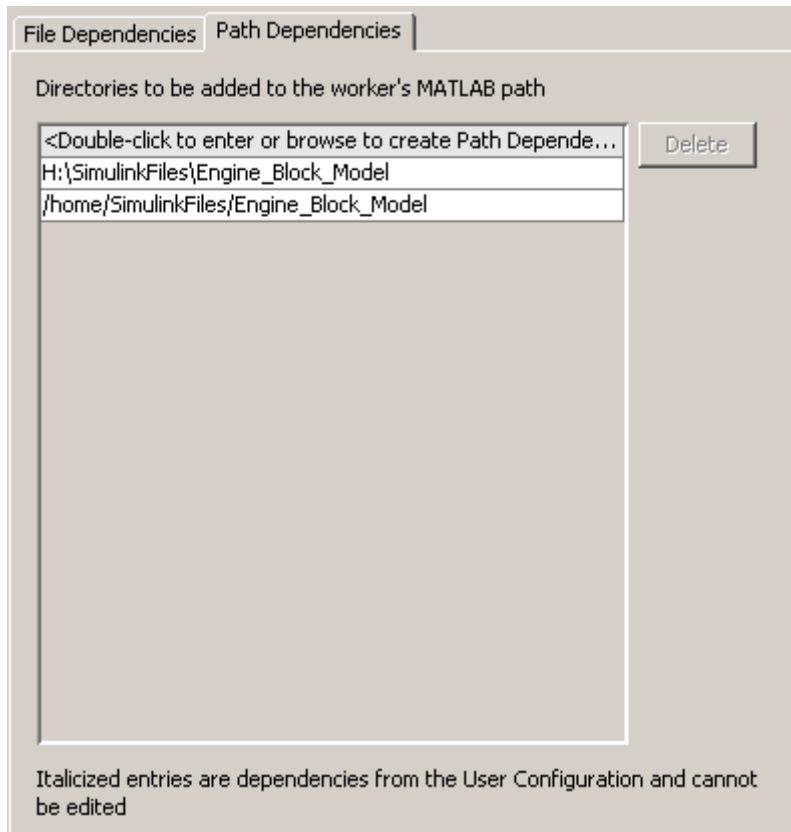 File Dependencies
Path Dependencies
Directories to be added to the worker's MATLAB path
<Double-click to enter or browse to create Path Depende...
Delete
H:\SimulinkFiles\Engine_Block_Model
/home/SimulinkFiles/Engine_Block_Model
Italicized entries are dependencies from the User Configuration and cannot
be edited